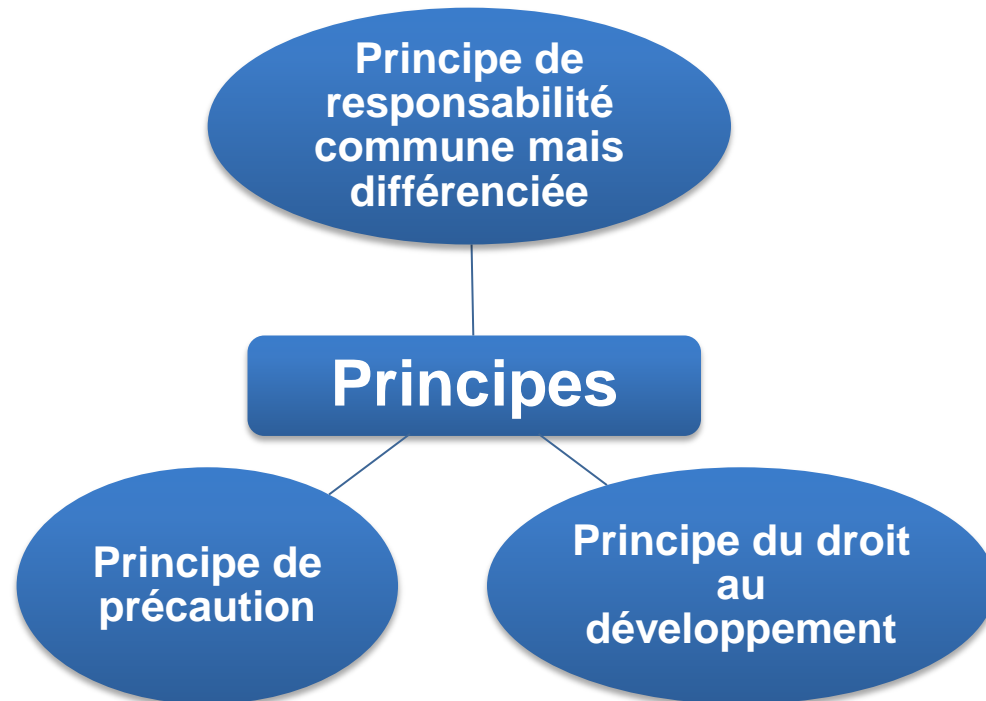 Principe de
responsabilité
commune mais
différenciée
Principes
Principe de
précaution
Principe du droit
au
développement